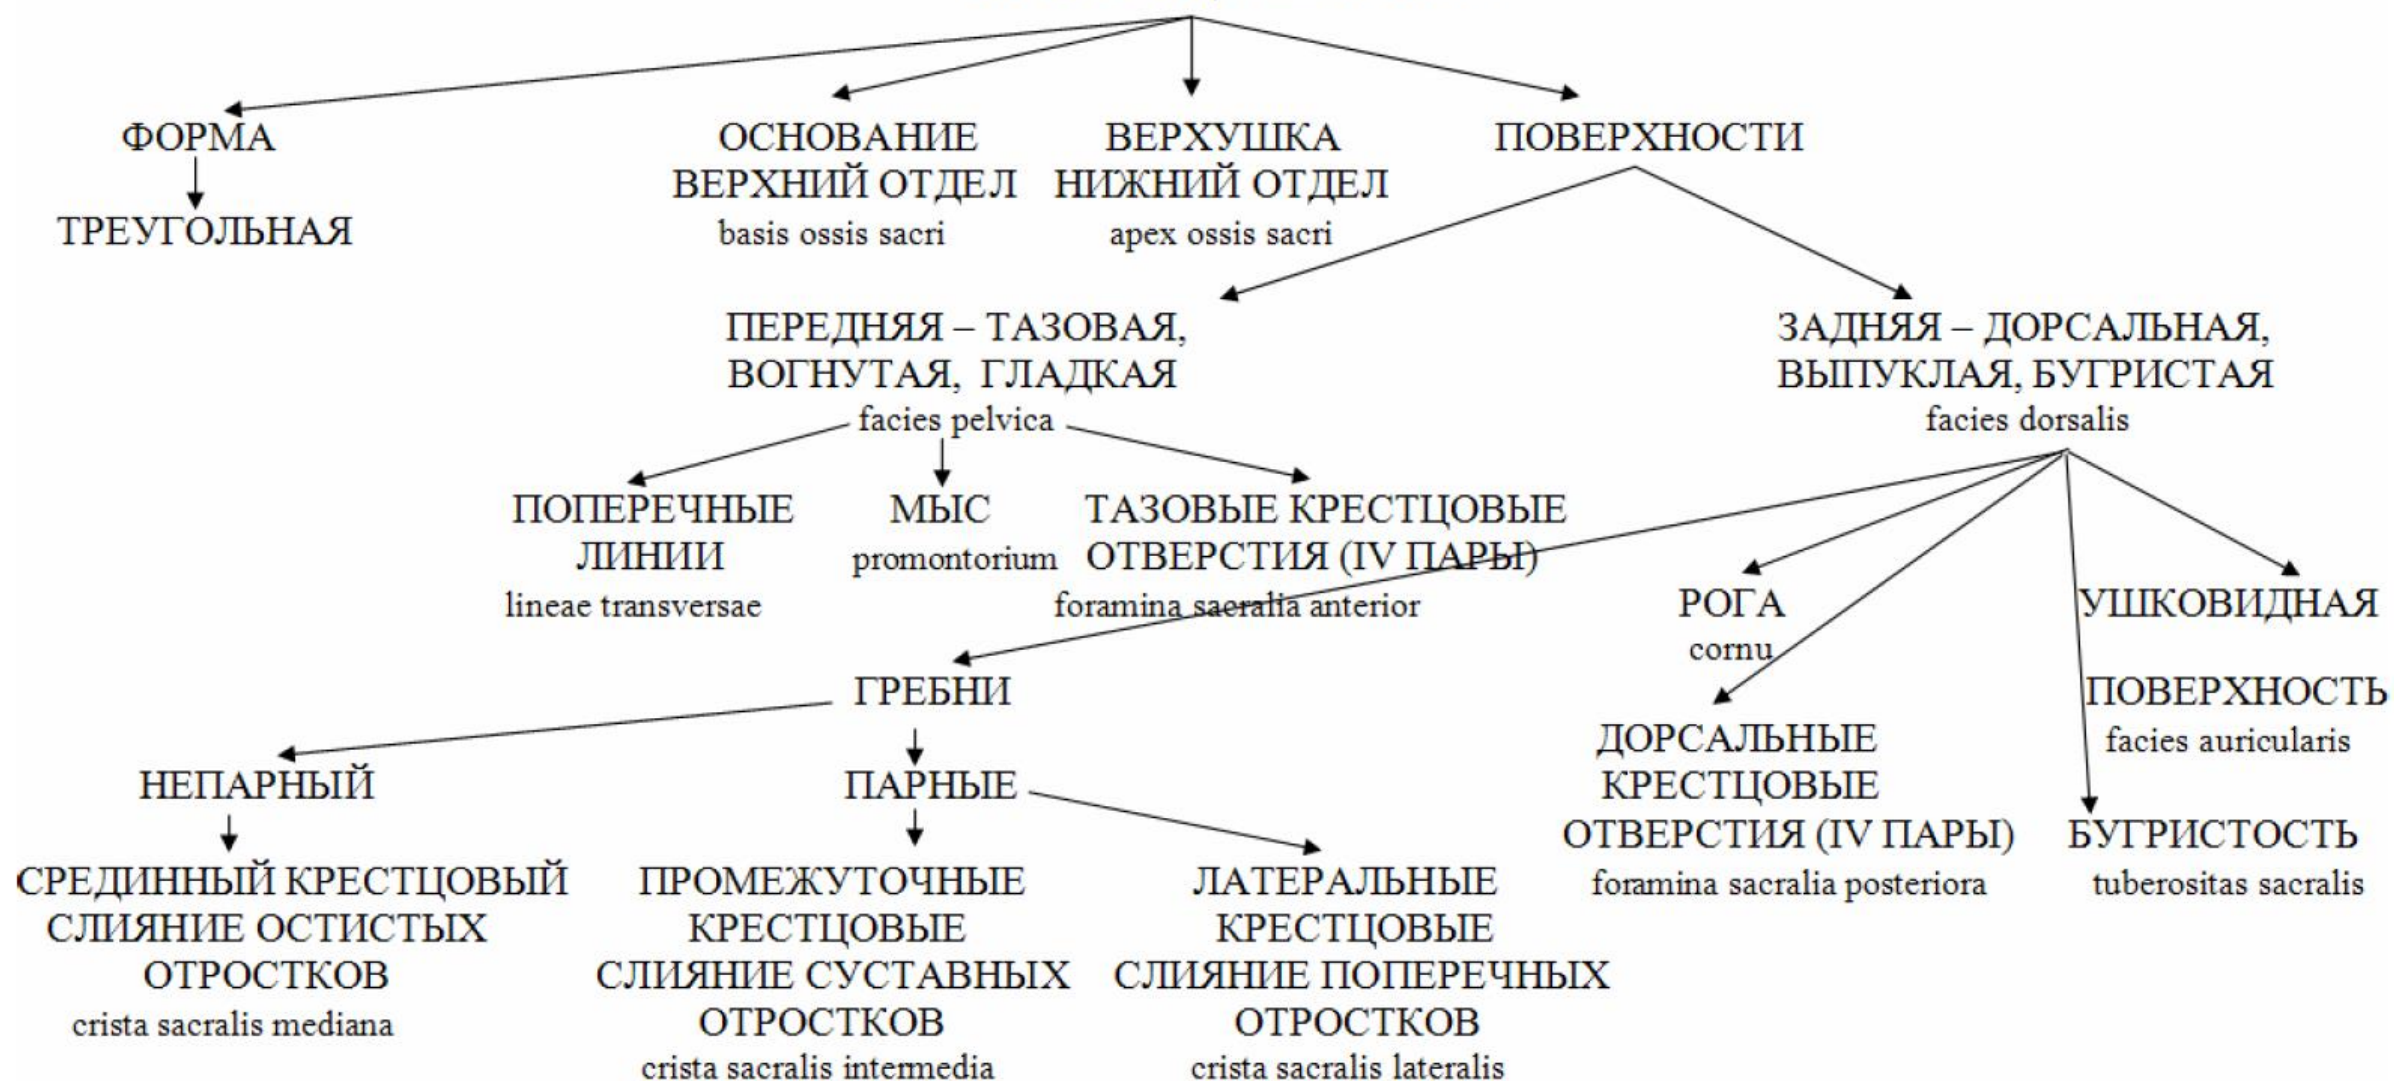 ФОРМА
ТРЕУГОЛЬНАЯ
ОСНОВАНИЕ
ВЕРХНИЙ ОТДЕЛ
basis ossis sacri
ВЕРХУШКА
НИЖНИЙ ОТДЕЛ
apex ossis sacri
ПОВЕРХНОСТИ
ПЕРЕДНЯЯ – ТАЗОВАЯ,
ВОГНУТАЯ, ГЛАДКАЯ
facies pelvica
ЗАДНЯЯ – ДОРСАЛЬНАЯ,
ВЫПУКЛАЯ, БУГРИСТАЯ
facies dorsalis
ПОПЕРЕЧНЫЕ
ЛИНИИ
lineae transversae
МЫС
promontorium
ТАЗОВЫЕ КРЕСТЦОВЫЕ
ОТВЕРСТИЯ (IV ПАРЫ)
foramina sacralia anterior
РОГА
cornu
УШКОВИДНАЯ
ПОВЕРХНОСТЬ
facies auricularis
ГРЕБНИ
ДОРСАЛЬНЫЕ
КРЕСТЦОВЫЕ
ОТВЕРСТИЯ (IV ПАРЫ)
foramina sacralia posteriora
БУГРИСТОСТЬ
tuberositas sacralis
НЕПАРНЫЙ
ПАРНЫЕ
СРЕДИННЫЙ КРЕСТЦОВЫЙ
СЛИЯНИЕ ОСТИСТЫХ
ОТРОСТКОВ
crista sacralis mediana
ПРОМЕЖУТОЧНЫЕ
КРЕСТЦОВЫЕ
СЛИЯНИЕ СУСТАВНЫХ
ОТРОСТКОВ
crista sacralis intermedia
ЛАТЕРАЛЬНЫЕ
КРЕСТЦОВЫЕ
СЛИЯНИЕ ПОПЕРЕЧНЫХ
ОТРОСТКОВ
crista sacralis lateralis